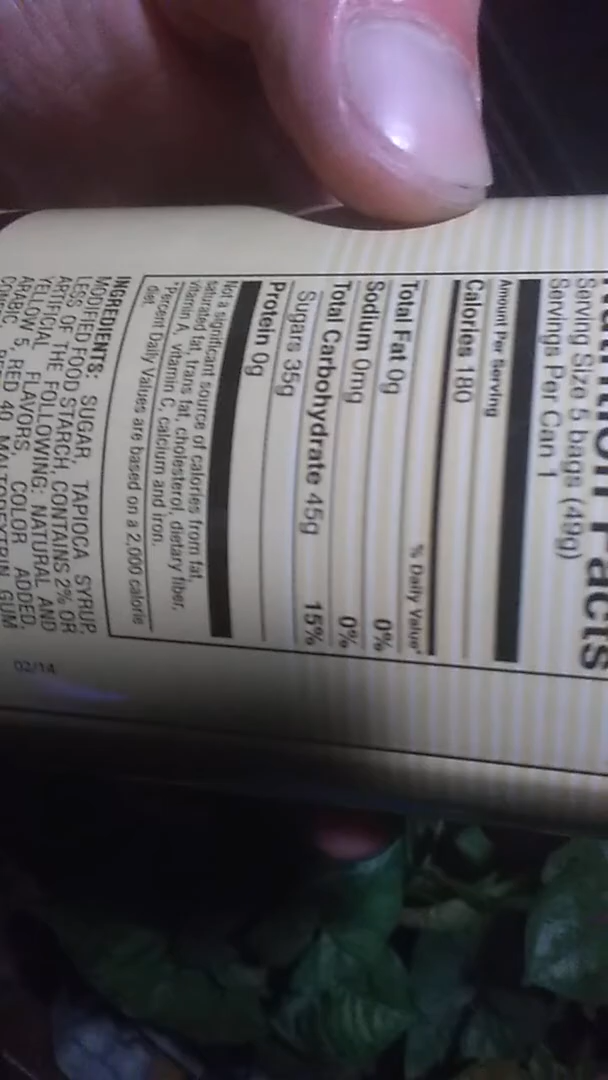 Nutrition Facts
Serving Size 5 bags (49g)
Servings Per Can 1
Amount Per Serving
Calories 180
% Daily Value*
Total Fat 0g 0%
Sodium 0mg 0%
Total Carbohydrate 45g 15%
Sugars 35g
Protein 0g
Not a significant source of calories from fat,
saturated fat, trans fat, cholesterol, dietary fiber,
vitamin A, vitamin C, calcium and iron.
*Percent Daily Values are based on a 2,000 calorie
diet
INGREDIENTS: SUGAR, TAPIOCA SYRUP,
MODIFIED FOOD STARCH, CONTAINS 2% OR
LESS OF THE FOLLOWING: NATURAL AND
ARTIFICIAL FLAVORS, COLOR ADDED,
YELLOW 5, RED 40, MALTODEXTRIN, GUM
ARABIC,
02/14